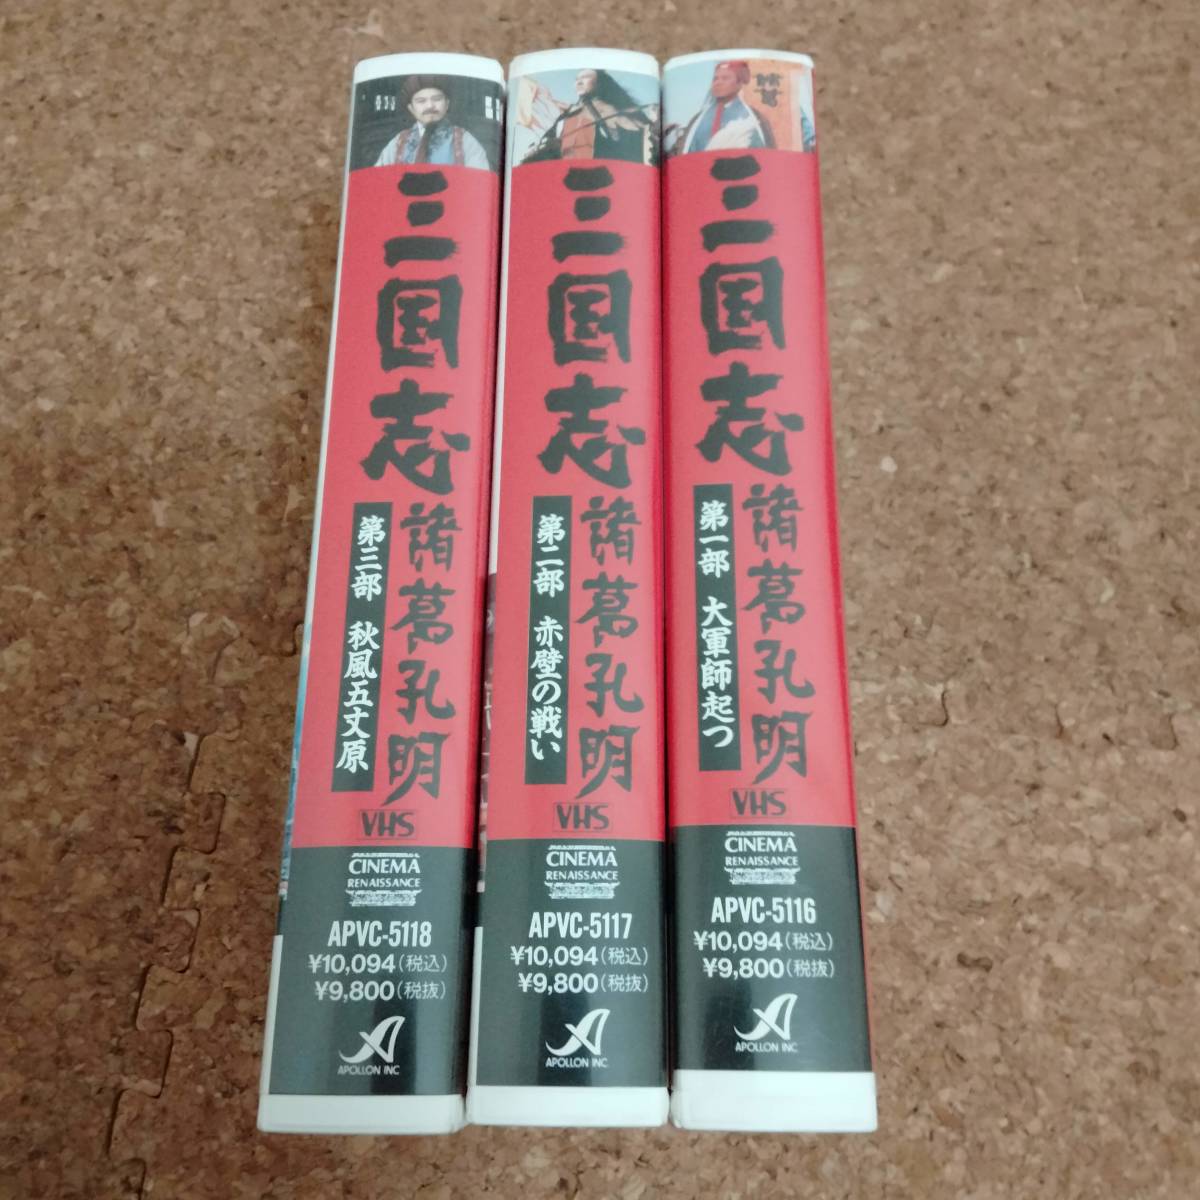 三国志
諸葛孔明
第三部 秋風五丈原
VHS
CINEMA
RENAISSANCE
APVC-5118
¥10,094(税込)
¥9,800(税抜)
APOLLON INC
三国志
諸葛孔明
第二部 赤壁の戦い
VHS
CINEMA
RENAISSANCE
APVC-5117
¥10,094(税込)
¥9,800(税抜)
APOLLON INC
諸葛
三国志
諸葛孔明
第一部 大軍師起つ
VHS
CINEMA
RENAISSANCE
APVC-5116
¥10,094(税込)
¥9,800(税抜)
APOLLON INC